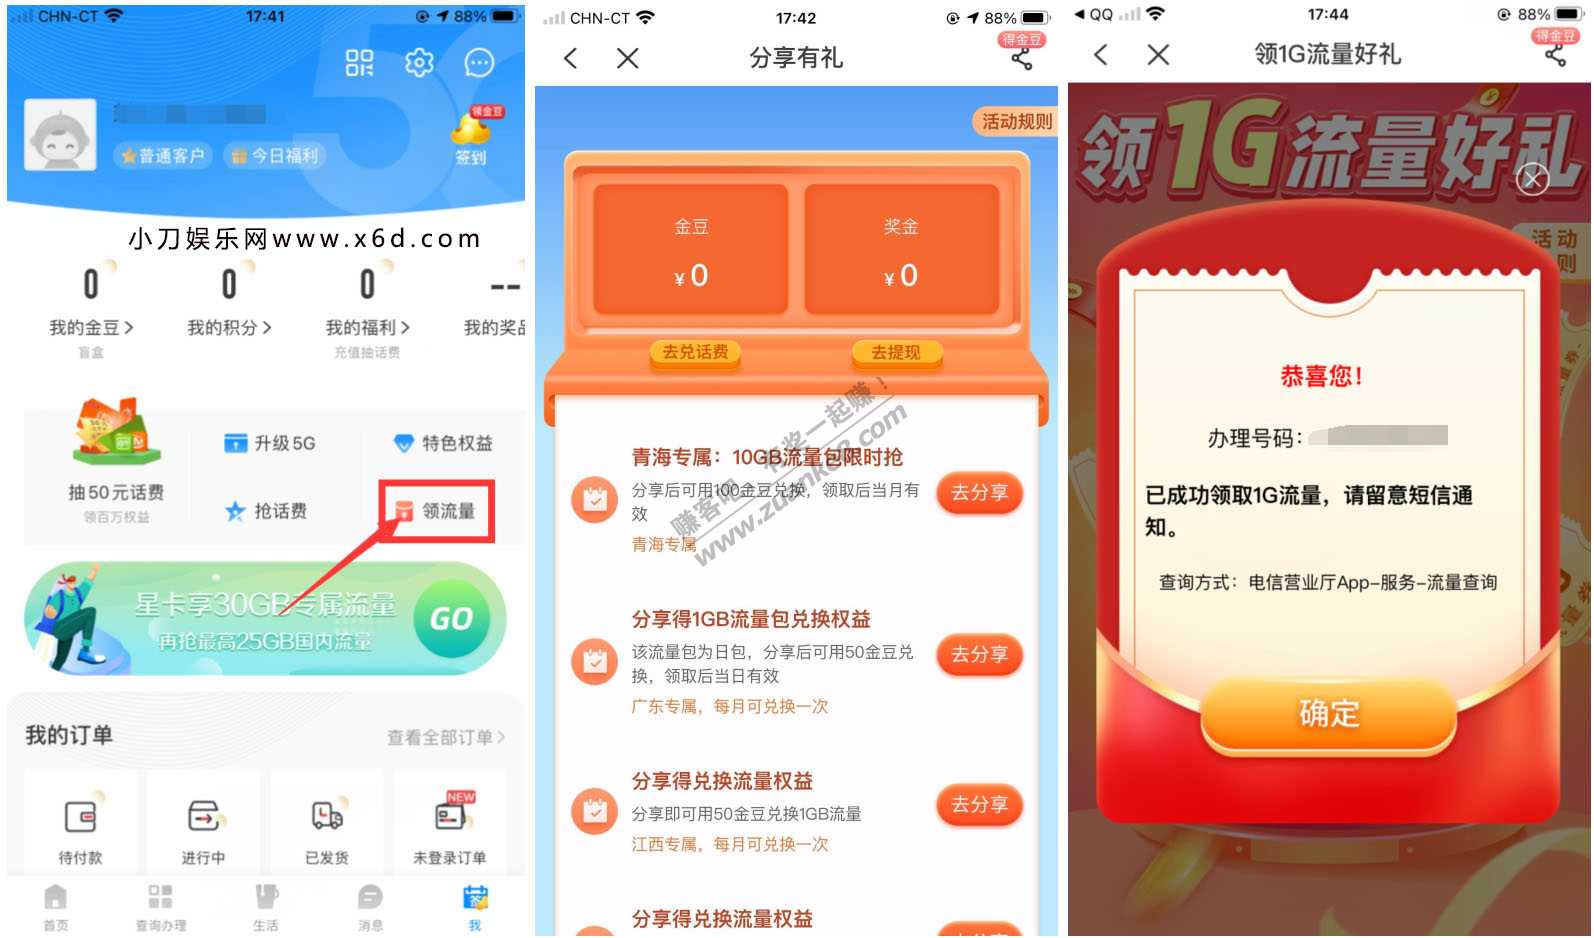 CHN-CT
17:41
88%
领金豆
签到
普通客户
今日福利
小刀娱乐网www.x6d.com
0
0
0
--
我的金豆
我的积分
我的福利
我的奖品
盲盒
充值抽话费
升级5G
特色权益
抽50元话费
领百万权益
抢话费
领流量
星卡享30GB专属流量
再抢最高25GB国内流量
GO
我的订单
查看全部订单
NEW
待付款
进行中
已发货
未登录订单
首页
查询办理
生活
消息
我
CHN-CT
17:42
88%
分享有礼
得金豆
活动规则
金豆
奖金
¥0
¥0
去兑话费
去提现
青海专属：10GB流量包限时抢
分享后可用100金豆兑换，领取后当月有
效
青海专属
去分享
分享得1GB流量包兑换权益
该流量包为日包，分享后可用50金豆兑
换，领取后当日有效
广东专属，每月可兑换一次
去分享
分享得兑换流量权益
分享即可用50金豆兑换1GB流量
江西专属，每月可兑换一次
去分享
分享得兑换流量权益
去分享
赚客吧，有奖一起赚！
www.zuanke8.com
QQ
17:44
88%
领1G流量好礼
得金豆
领1G流量好礼
活动
则
恭喜您！
办理号码：
已成功领取1G流量，请留意短信通
知。
查询方式：电信营业厅App-服务-流量查询
确定